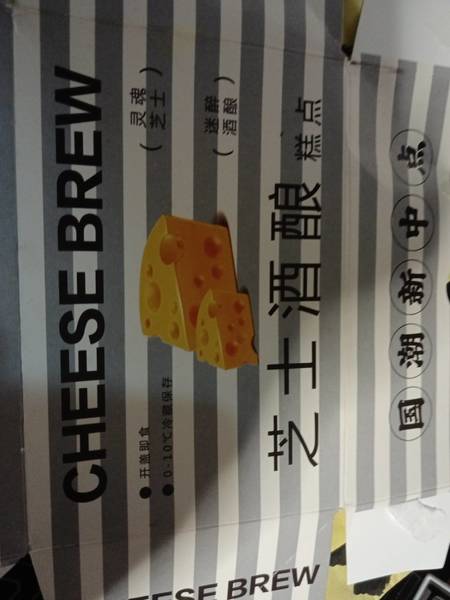 CHEESE BREW
（灵魂芝士）
（迷醉酒酿）
● 开盖即食
● 0-10℃冷藏保存
芝士酒酿 糕点
国潮新中点
ESE BREW